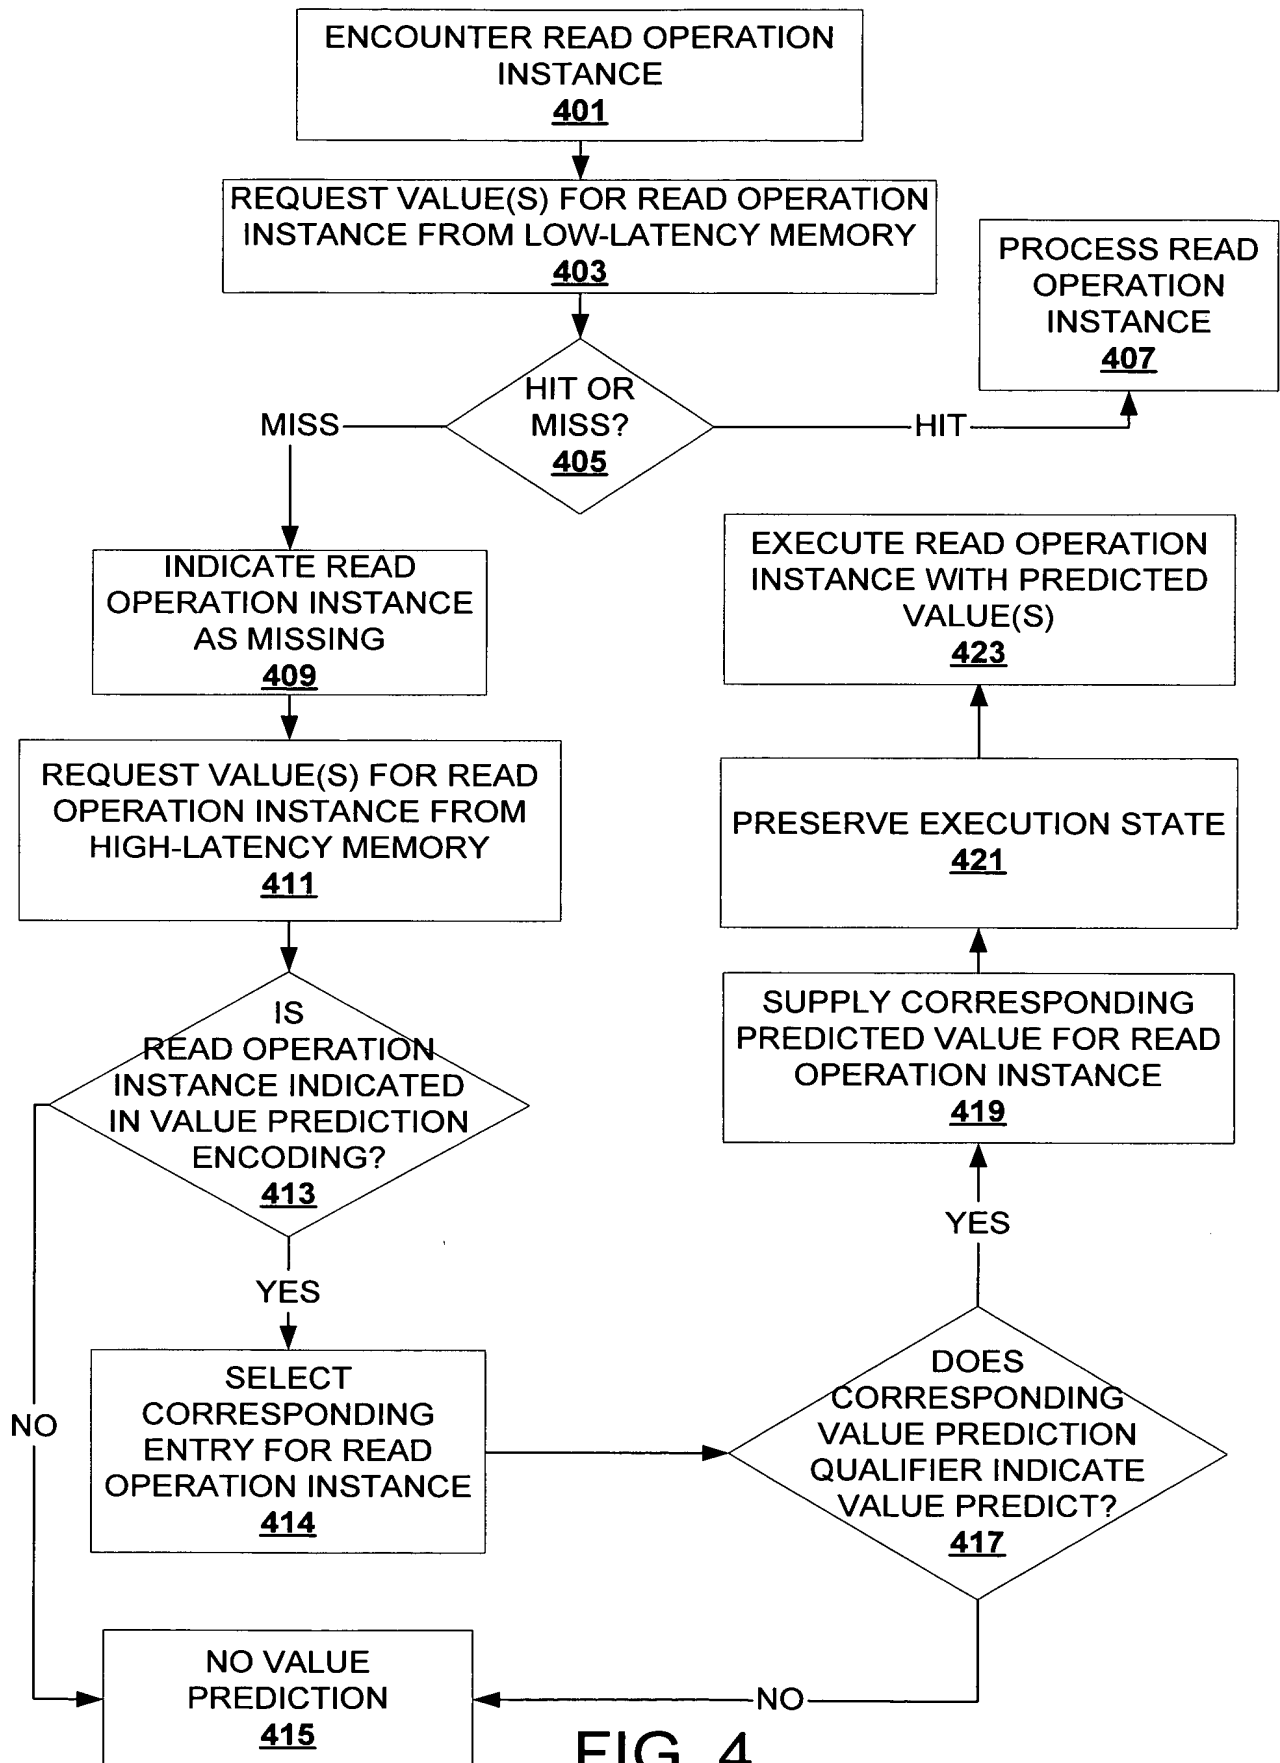 ENCOUNTER READ OPERATION
INSTANCE
401
REQUEST VALUE(S) FOR READ OPERATION
INSTANCE FROM LOW-LATENCY MEMORY
403
PROCESS READ
OPERATION
INSTANCE
407
HIT OR
MISS?
405
MISS
HIT
INDICATE READ
OPERATION INSTANCE
AS MISSING
409
EXECUTE READ OPERATION
INSTANCE WITH PREDICTED
VALUE(S)
423
REQUEST VALUE(S) FOR READ
OPERATION INSTANCE FROM
HIGH-LATENCY MEMORY
411
PRESERVE EXECUTION STATE
421
IS
READ OPERATION
INSTANCE INDICATED
IN VALUE PREDICTION
ENCODING?
413
SUPPLY CORRESPONDING
PREDICTED VALUE FOR READ
OPERATION INSTANCE
419
YES
YES
SELECT
CORRESPONDING
ENTRY FOR READ
OPERATION INSTANCE
414
DOES
CORRESPONDING
VALUE PREDICTION
QUALIFIER INDICATE
VALUE PREDICT?
417
NO
NO VALUE
PREDICTION
415
NO
FIG. 4